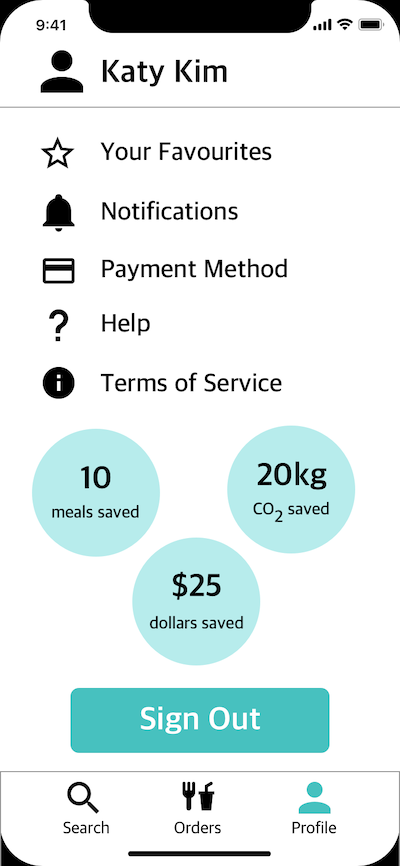 9:41
Katy Kim
Your Favourites
Notifications
Payment Method
Help
Terms of Service
10
meals saved
20kg
CO2 saved
$25
dollars saved
Sign Out
Search
Orders
Profile